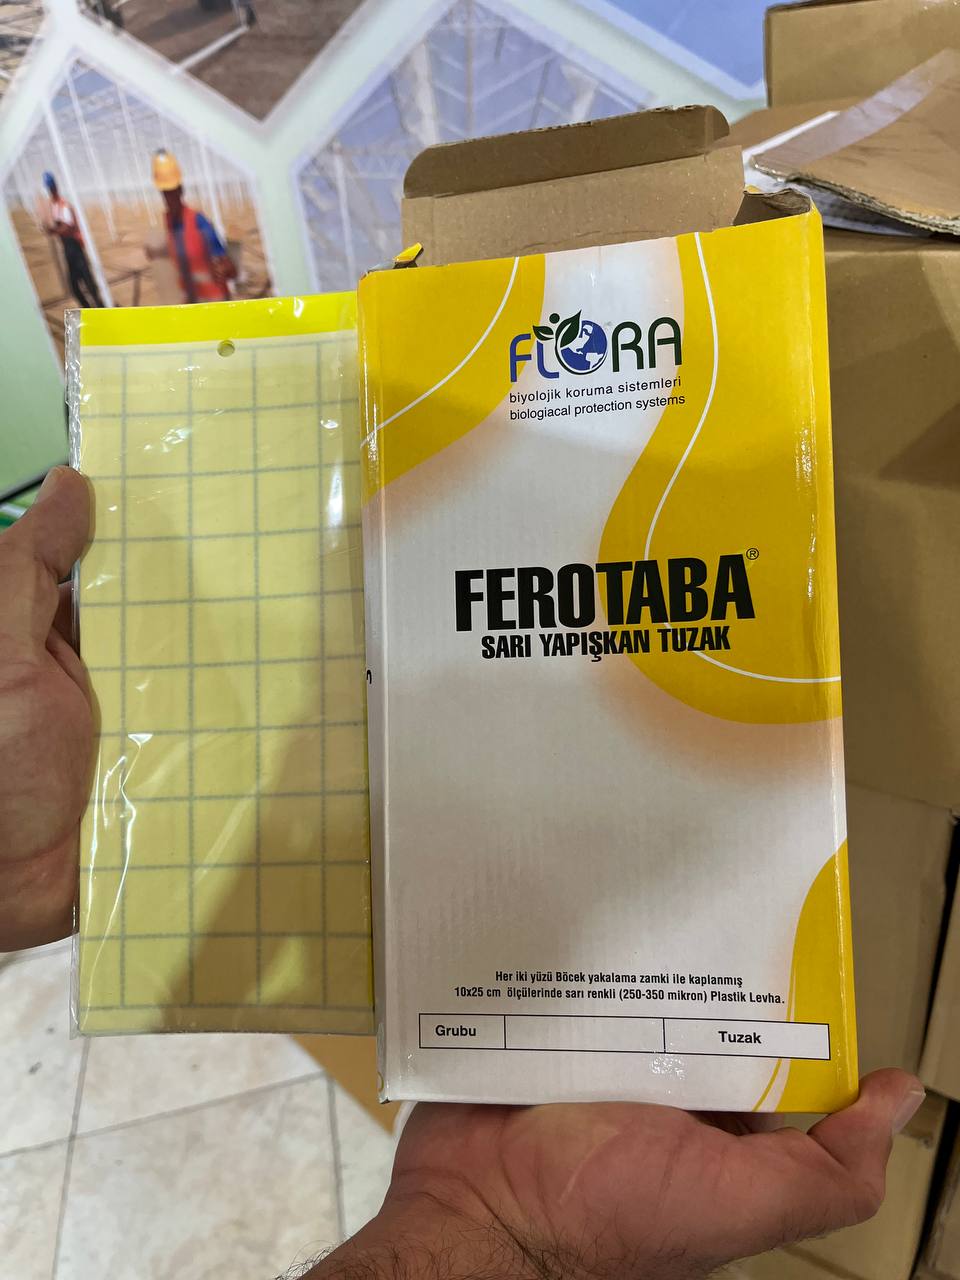 FLORA
biyolojik koruma sistemleri
biologiacal protection systems
FEROTABA®
SARI YAPIŞKAN TUZAK
Her iki yüzü Böcek yakalama zamki ile kaplanmış
10x25 cm ölçülerinde sarı renkli (250-350 mikron) Plastik Levha.
Grubu
Tuzak